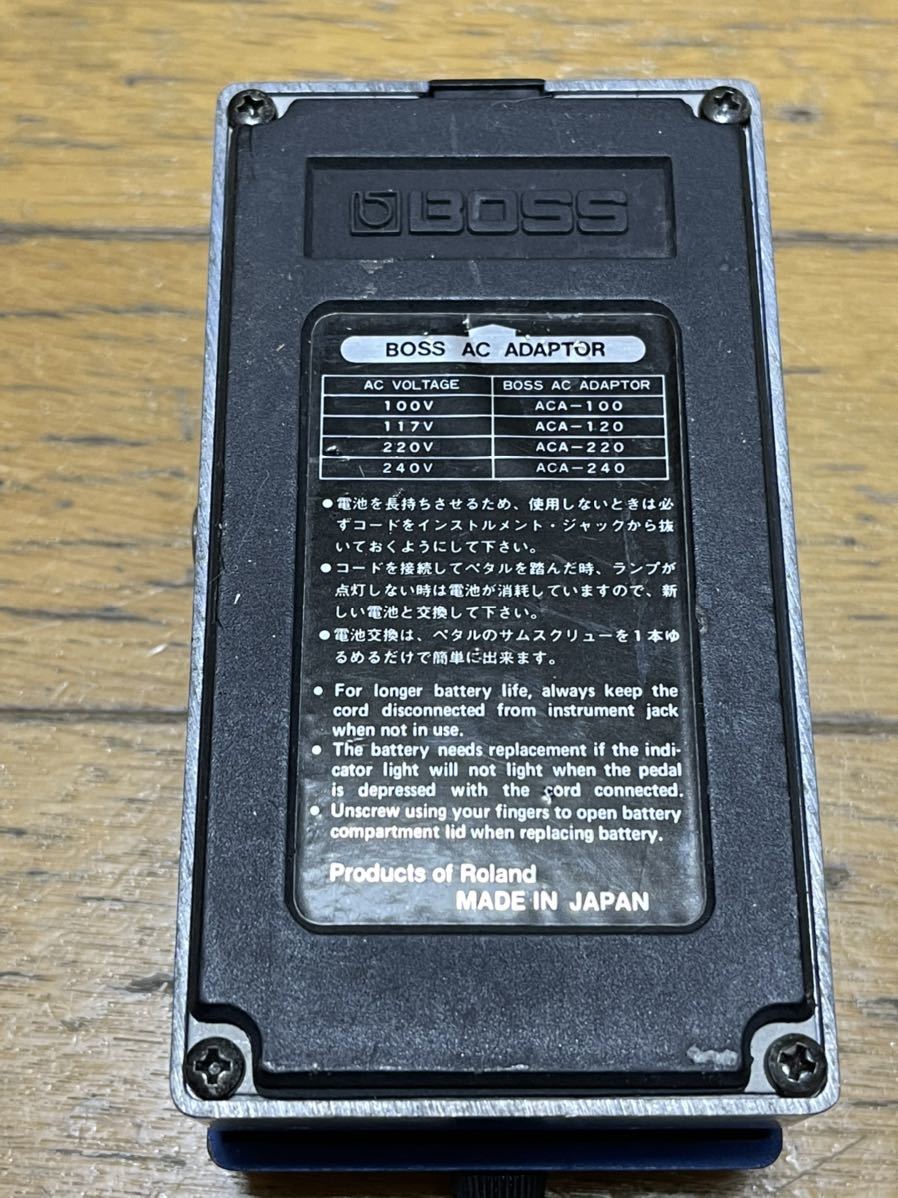 BOSS
BOSS AC ADAPTOR
AC VOLTAGE BOSS AC ADAPTOR
100V ACA-100
117V ACA-120
220V ACA-220
240V ACA-240
●電池を長持ちさせるため、使用しないときは必
ずコードをインストルメント・ジャックから抜
いておくようにして下さい。
●コードを接続してペタルを踏んだ時、ランプが
点灯しない時は電池が消耗していますので、新
しい電池と交換して下さい。
●電池交換は、ペタルのサムスクリューを1本ゆ
るめるだけで簡単に出来ます。
● For longer battery life, always keep the
cord disconnected from instrument jack
when not in use.
● The battery needs replacement if the indi-
cator light will not light when the pedal
is depressed with the cord connected.
● Unscrew using your fingers to open battery
compartment lid when replacing battery.
Products of Roland
MADE IN JAPAN